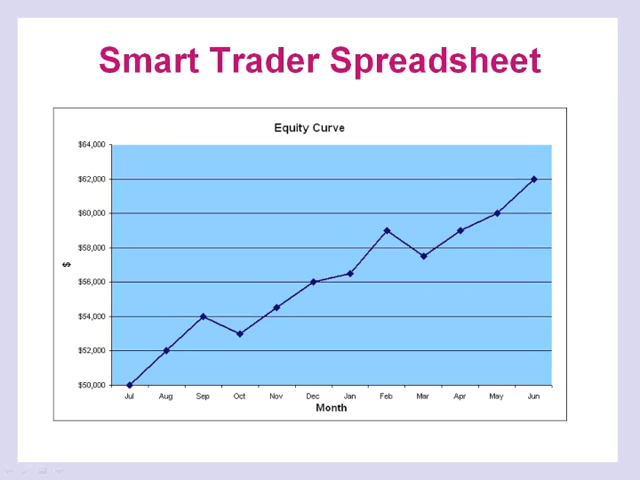 Smart Trader Spreadsheet
Equity Curve
$64,000
$62,000
$60,000
$58,000
$56,000
$54,000
$52,000
$50,000
$
Jul Aug Sep Oct Nov Dec Jan Feb Mar Apr May Jun
Month